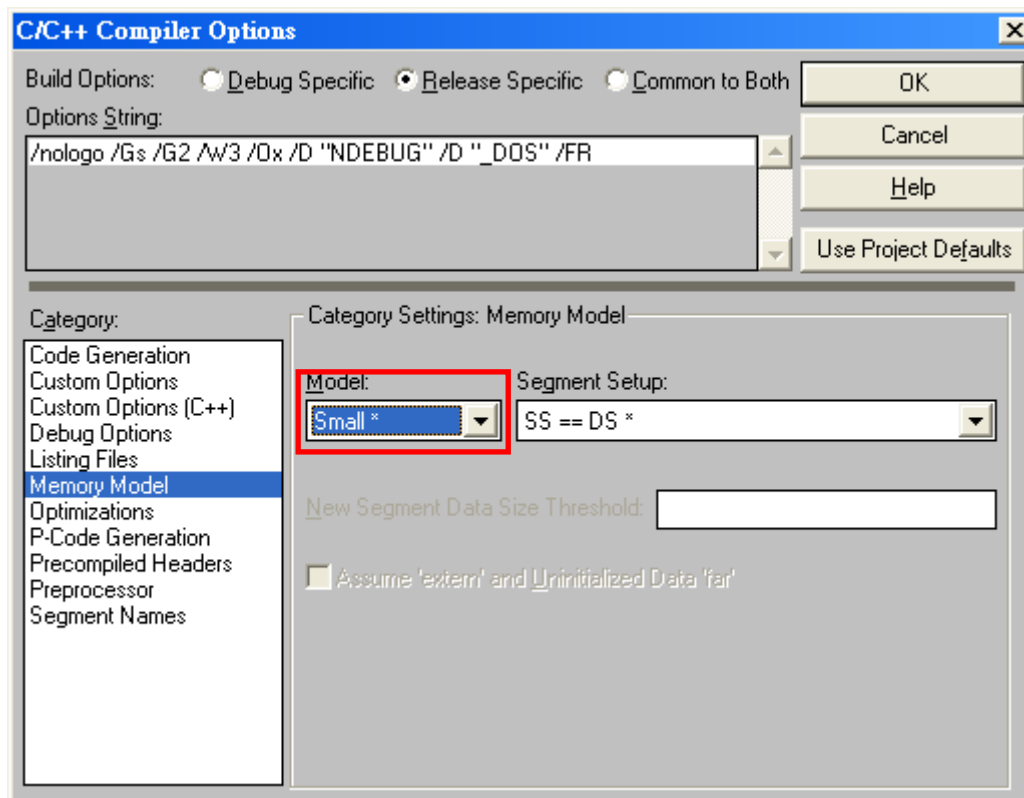 C/C++ Compiler Options
Build Options: Debug Specific Release Specific Common to Both
OK
Options String:
/nologo /Gs /G2 /W3 /Ox /D "NDEBUG" /D "_DOS" /FR
Cancel
Help
Use Project Defaults
Category:
Code Generation
Custom Options
Custom Options (C++)
Debug Options
Listing Files
Memory Model
Optimizations
P-Code Generation
Precompiled Headers
Preprocessor
Segment Names
Category Settings: Memory Model
Model: Segment Setup:
Small * SS == DS *
New Segment Data Size Threshold:
Assume 'extern' and Uninitialized Data 'far'